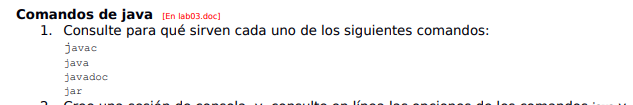 Comandos de java [En lab03.doc]
1. Consulte para qué sirven cada uno de los siguientes comandos:
javac
java
javadoc
jar
2. Cree una sesión de consola y consulte en línea las opciones de los comandos java y